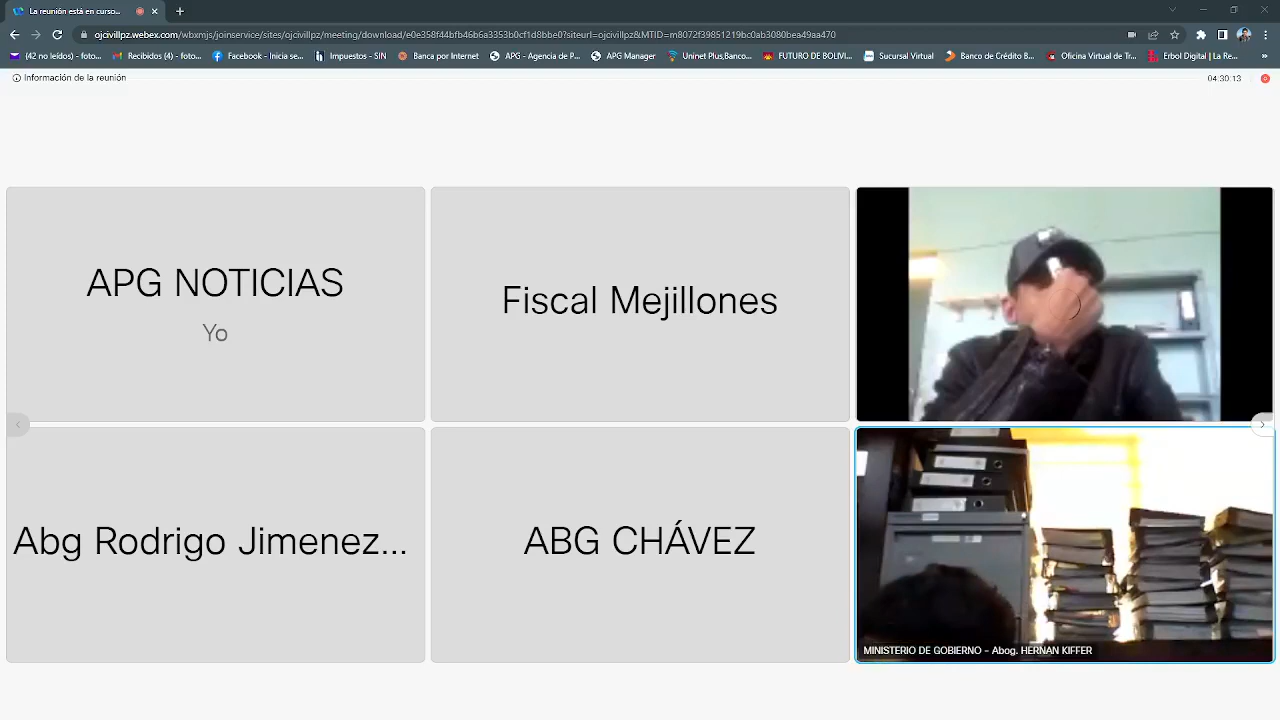 La reunión está en curso...
ojcivillpz.webex.com/wbxmjs/joinservice/sites/ojcivillpz/meeting/download/e0e358f44bfb46b6a3353b0cf1d8bbe0?siteurl=ojcivillpz&MTID=m8072f39851219bc0ab3080bea49aa470
(42 no leídos) - foto...
Recibidos (4) - foto...
Facebook - Inicia se...
Impuestos - SIN
Banca por Internet
APG - Agencia de P...
APG Manager
Uninet Plus,Banco...
FUTURO DE BOLIVI...
Sucursal Virtual
Banco de Crédito B...
Oficina Virtual de Tr...
Erbol Digital | La Re...
Información de la reunión
04:30:13
APG NOTICIAS
Yo
Fiscal Mejillones
Abg Rodrigo Jimenez...
ABG CHÁVEZ
MINISTERIO DE GOBIERNO - Abog. HERNAN KIFFER